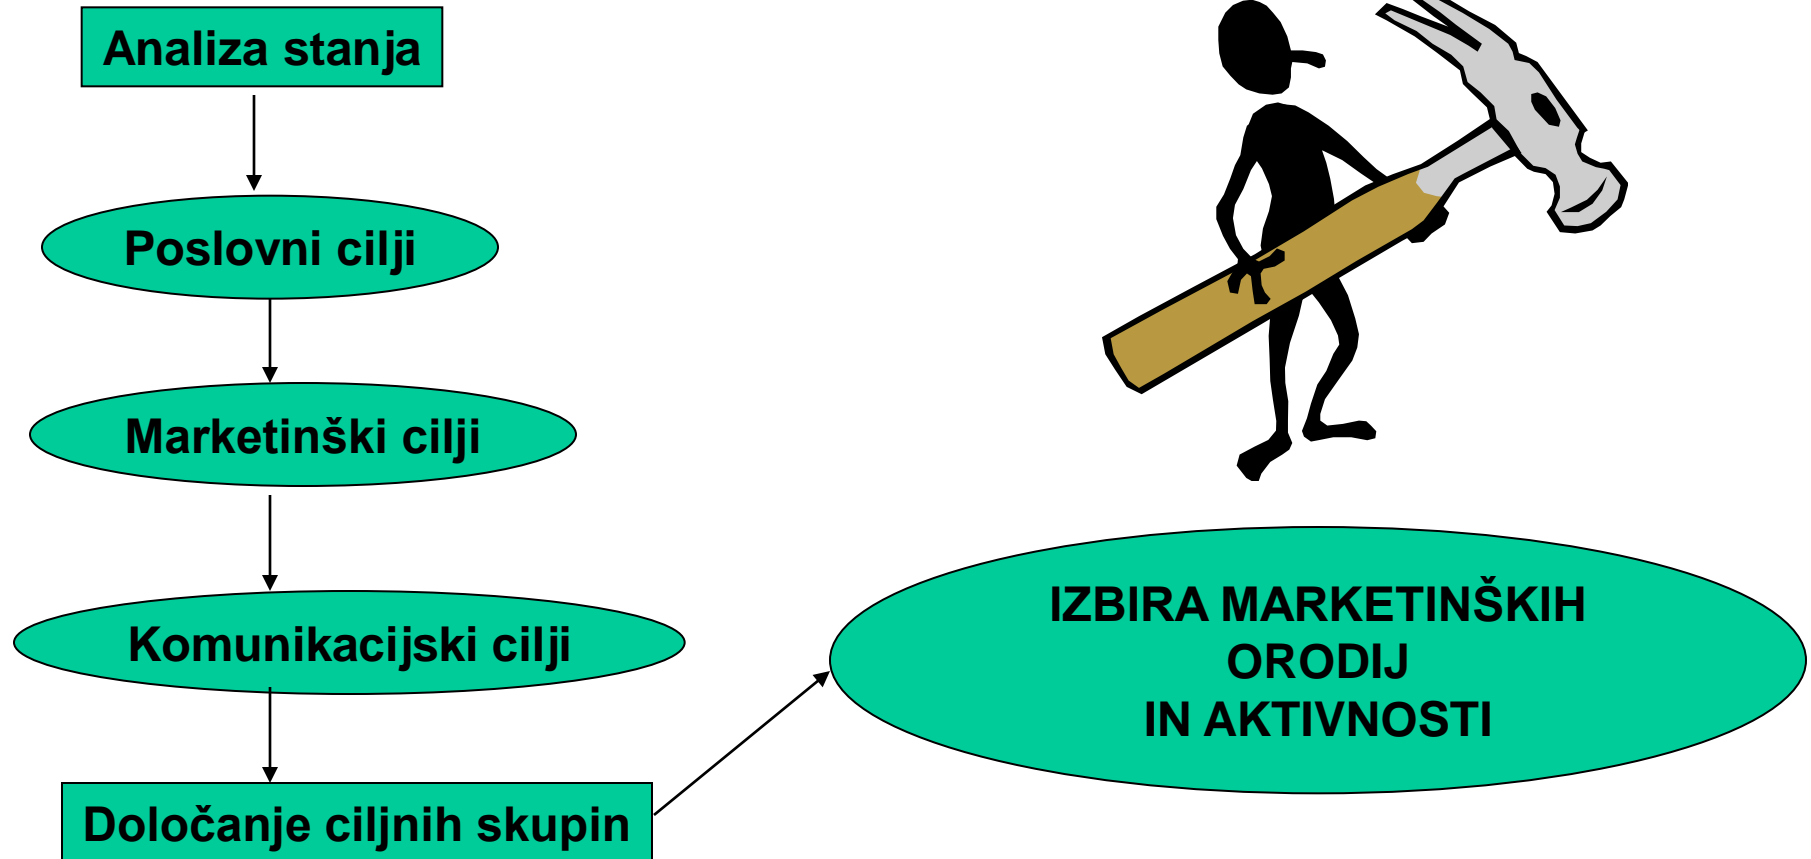 Analiza stanja
Poslovni cilji
Marketinški cilji
Komunikacijski cilji
Določanje ciljnih skupin
IZBIRA MARKETINŠKIH
ORODIJ
IN AKTIVNOSTI